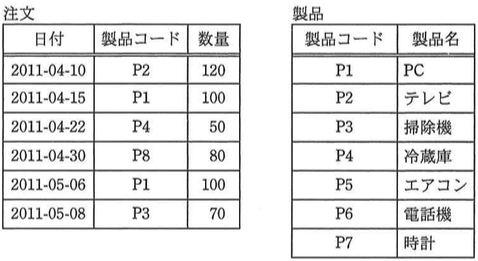 注文
日付 製品コード 数量
2011-04-10 P2 120
2011-04-15 P1 100
2011-04-22 P4 50
2011-04-30 P8 80
2011-05-06 P1 100
2011-05-08 P3 70
製品
製品コード 製品名
P1 PC
P2 テレビ
P3 掃除機
P4 冷蔵庫
P5 エアコン
P6 電話機
P7 時計